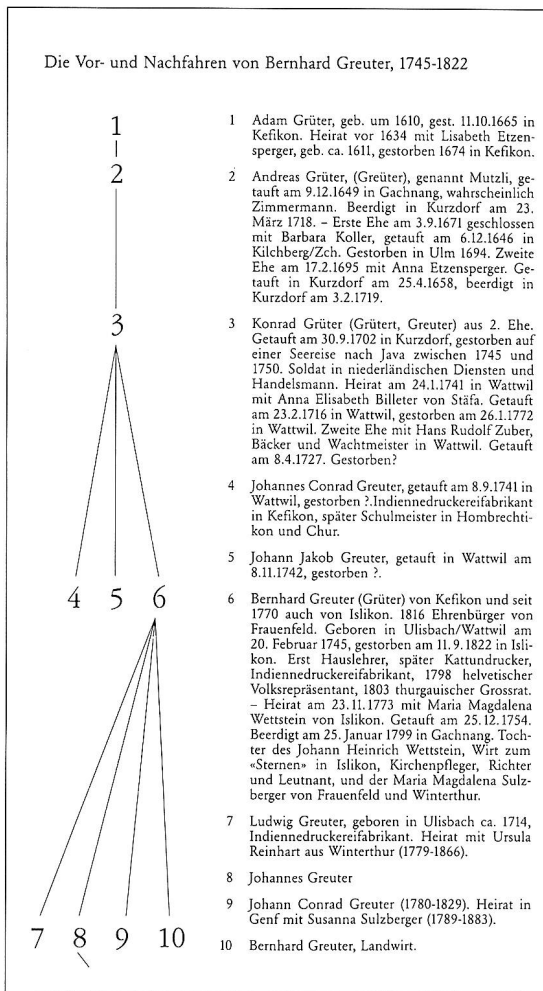 Die Vor- und Nachfahren von Bernhard Greuter, 1745-1822
1
2
3
4 5 6
7 8 9 10
1 Adam Grüter, geb. um 1610, gest. 11.10.1665 in
Kefikon. Heirat vor 1634 mit Lisabeth Etzen-
sperger, geb. ca. 1611, gestorben 1674 in Kefikon.
2 Andreas Grüter, (Greüter), genannt Mutzli, ge-
tauft am 9.12.1649 in Gachnang, wahrscheinlich
Zimmermann. Beerdigt in Kurzdorf am 23.
März 1718. – Erste Ehe am 3.9.1671 geschlossen
mit Barbara Koller, getauft am 6.12.1646 in
Kilchberg/Zch. Gestorben in Ulm 1694. Zweite
Ehe am 17.2.1695 mit Anna Etzensperger. Ge-
tauft in Kurzdorf am 25.4.1658, beerdigt in
Kurzdorf am 3.2.1719.
3 Konrad Grüter (Grütert, Greuter) aus 2. Ehe.
Getauft am 30.9.1702 in Kurzdorf, gestorben auf
einer Seereise nach Java zwischen 1745 und
1750. Soldat in niederländischen Diensten und
Handelsmann. Heirat am 24.1.1741 in Wattwil
mit Anna Elisabeth Billeter von Stäfa. Getauft
am 23.2.1716 in Wattwil, gestorben am 26.1.1772
in Wattwil. Zweite Ehe mit Hans Rudolf Zuber,
Bäcker und Wachtmeister in Wattwil. Getauft
am 8.4.1727. Gestorben?
4 Johannes Conrad Greuter, getauft am 8.9.1741 in
Wattwil, gestorben ?.Indiennedruckereifabrikant
in Kefikon, später Schulmeister in Hombrechti-
kon und Chur.
5 Johann Jakob Greuter, getauft in Wattwil am
8.11.1742, gestorben ?.
6 Bernhard Greuter (Grüter) von Kefikon und seit
1770 auch von Islikon. 1816 Ehrenbürger von
Frauenfeld. Geboren in Ulisbach/Wattwil am
20. Februar 1745, gestorben am 11.9.1822 in Isli-
kon. Erst Hauslehrer, später Kattundrucker,
Indiennedruckereifabrikant, 1798 helvetischer
Volksrepräsentant, 1803 thurgauischer Grossrat.
– Heirat am 23.11.1773 mit Maria Magdalena
Wettstein von Islikon. Getauft am 25.12.1754.
Beerdigt am 25. Januar 1799 in Gachnang. Toch-
ter des Johann Heinrich Wettstein, Wirt zum
«Sternen» in Islikon, Kirchenpfleger, Richter
und Leutnant, und der Maria Magdalena Sulz-
berger von Frauenfeld und Winterthur.
7 Ludwig Greuter, geboren in Ulisbach ca. 1714,
Indiennedruckereifabrikant. Heirat mit Ursula
Reinhart aus Winterthur (1779-1866).
8 Johannes Greuter
9 Johann Conrad Greuter (1780-1829). Heirat in
Genf mit Susanna Sulzberger (1789-1883).
10 Bernhard Greuter, Landwirt.